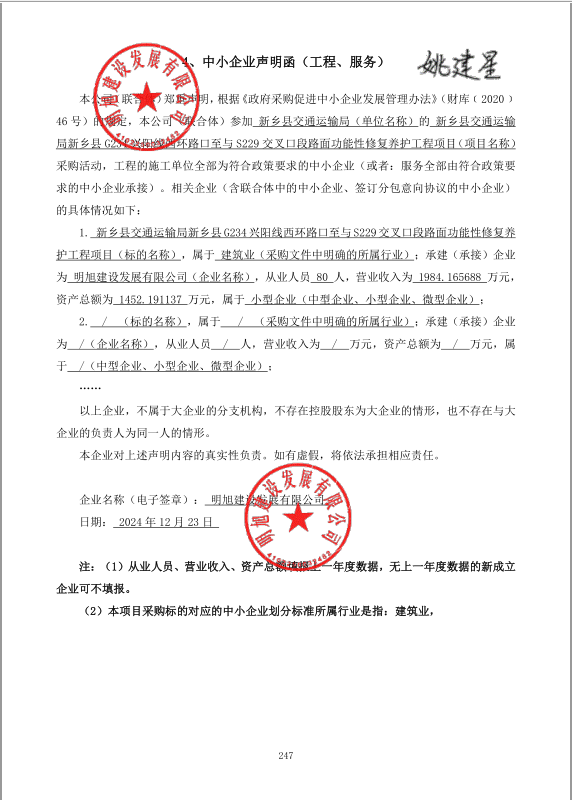 4、中小企业声明函（工程、服务）
姚建星
本公司（联合体）郑重声明，根据《政府采购促进中小企业发展管理办法》（财库﹝2020﹞
46 号）的规定，本公司（联合体）参加 新乡县交通运输局（单位名称）的 新乡县交通运输
局新乡县 G234 兴阳线西环路口至与 S229 交叉口段路面功能性修复养护工程项目（项目名称）
采购活动，工程的施工单位全部为符合政策要求的中小企业（或者：服务全部由符合政策要
求的中小企业承接）。相关企业（含联合体中的中小企业、签订分包意向协议的中小企业）
的具体情况如下：
1. 新乡县交通运输局新乡县 G234 兴阳线西环路口至与 S229 交叉口段路面功能性修复养
护工程项目（标的名称），属于 建筑业（采购文件中明确的所属行业）；承建（承接）企业
为 明旭建设发展有限公司（企业名称），从业人员 80 人，营业收入为 1984.165688 万元，
资产总额为 1452.191137 万元，属于 小型企业（中型企业、小型企业、微型企业）；
2. / （标的名称），属于 / （采购文件中明确的所属行业）；承建（承接）企业
为 /（企业名称），从业人员 / 人，营业收入为 / 万元，资产总额为 / 万元，属
于 /（中型企业、小型企业、微型企业）；
……
以上企业，不属于大企业的分支机构，不存在控股股东为大企业的情形，也不存在与大
企业的负责人为同一人的情形。
本企业对上述声明内容的真实性负责。如有虚假，将依法承担相应责任。
企业名称（电子签章）： 明旭建设发展有限公司
日期： 2024 年 12 月 23 日
注：（1）从业人员、营业收入、资产总额填报上一年度数据，无上一年度数据的新成立
企业可不填报。
（2）本项目采购标的对应的中小企业划分标准所属行业是指：建筑业，
247
明旭建设发展有限公司
明旭建设发展有限公司